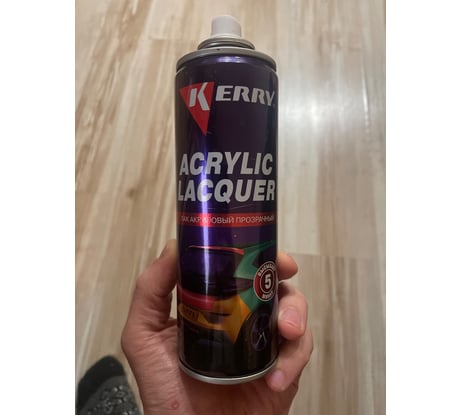 KERRY
ACRYLIC
LACQUER
ЛАК АКРИЛОВЫЙ ПРОЗРАЧНЫЙ
5